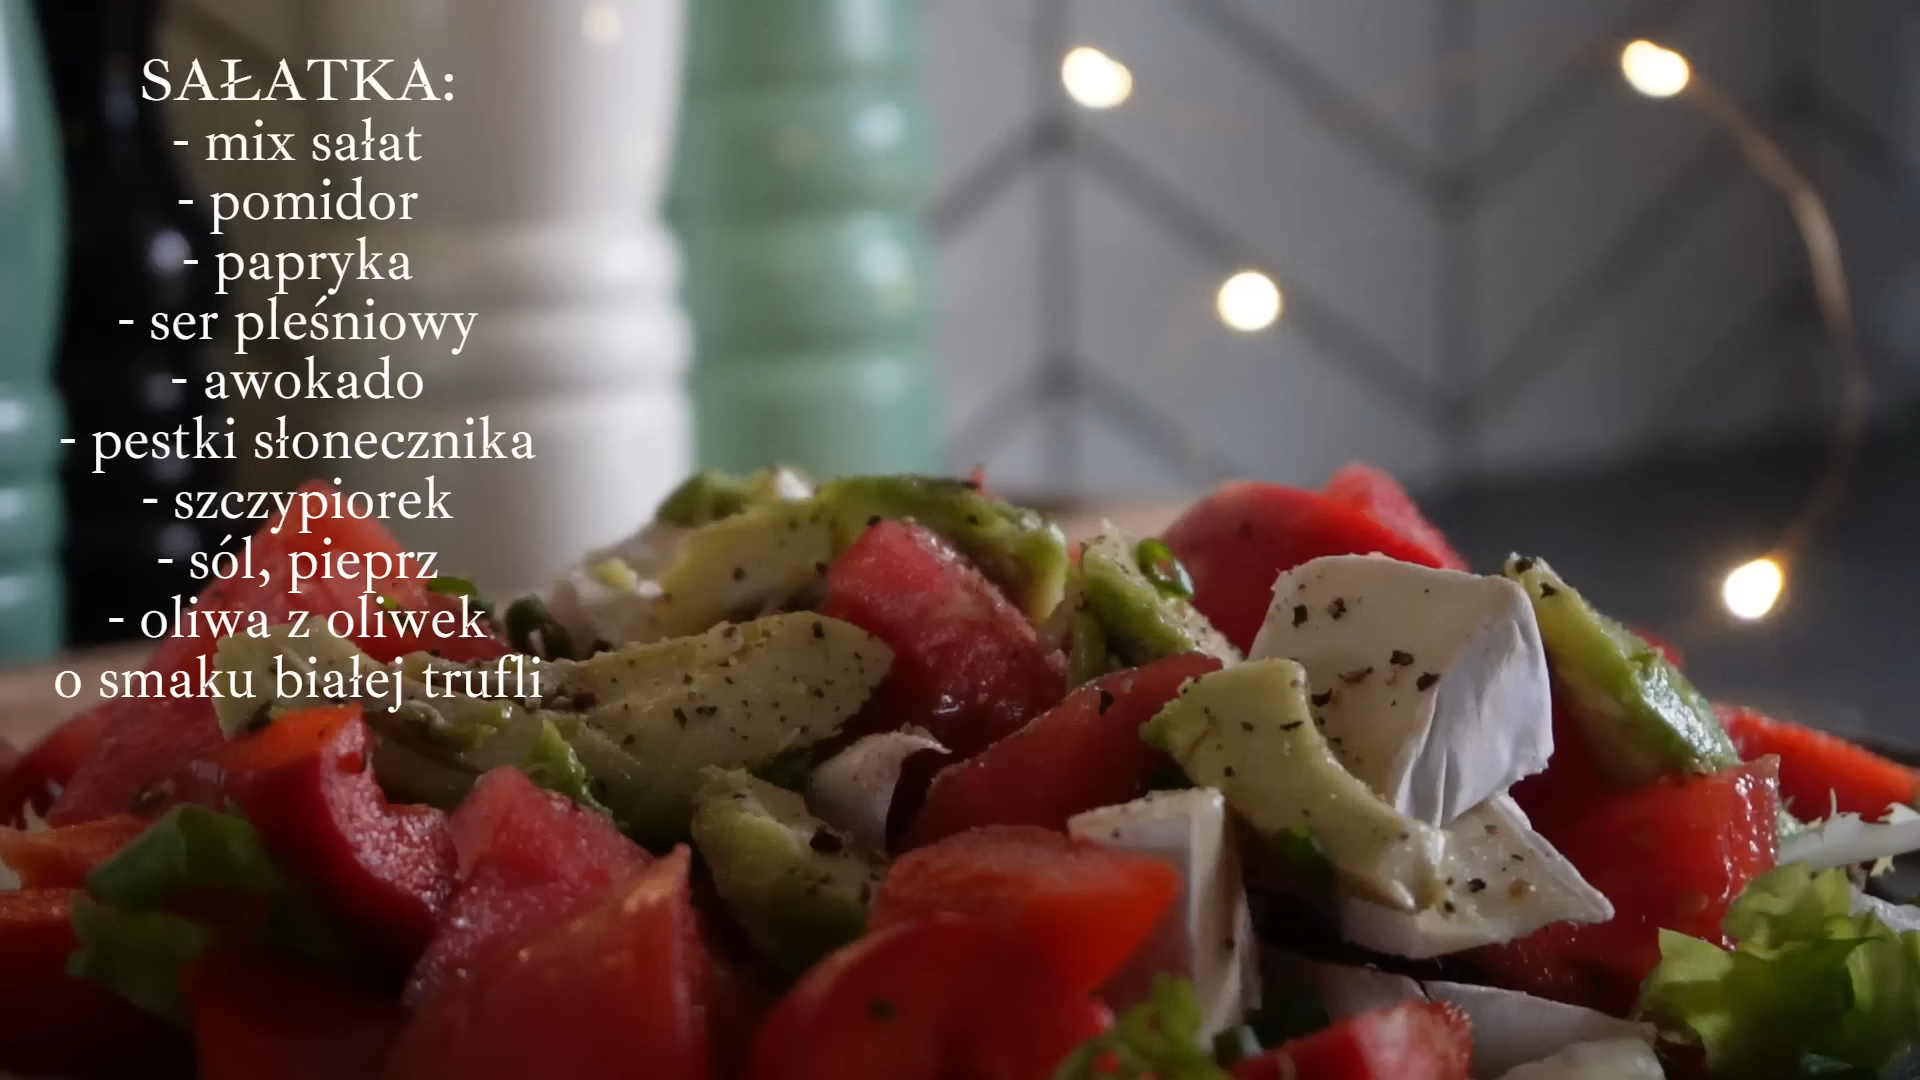 SAŁATKA:
- mix sałat
- pomidor
- papryka
- ser pleśniowy
- awokado
- pestki słonecznika
- szczypiorek
- sól, pieprz
- oliwa z oliwek
o smaku białej trufli